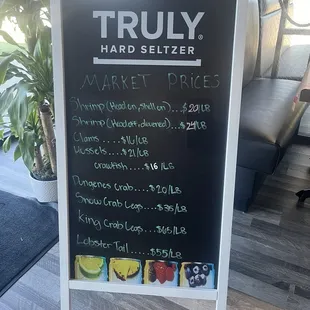 TRULY®
HARD SELTZER
MARKET PRICES
Shrimp (Head on, shell on)...$20/LB
Shrimp (Head off, deveined)...$24/LB
Clams....$16/LB
Mussels....$21/LB
Crawfish....$16/LB
Dungenes Crab....$20/LB
Snow Crab Legs....$35/LB
King Crab Legs....$65/LB
Lobster Tail....$55/LB